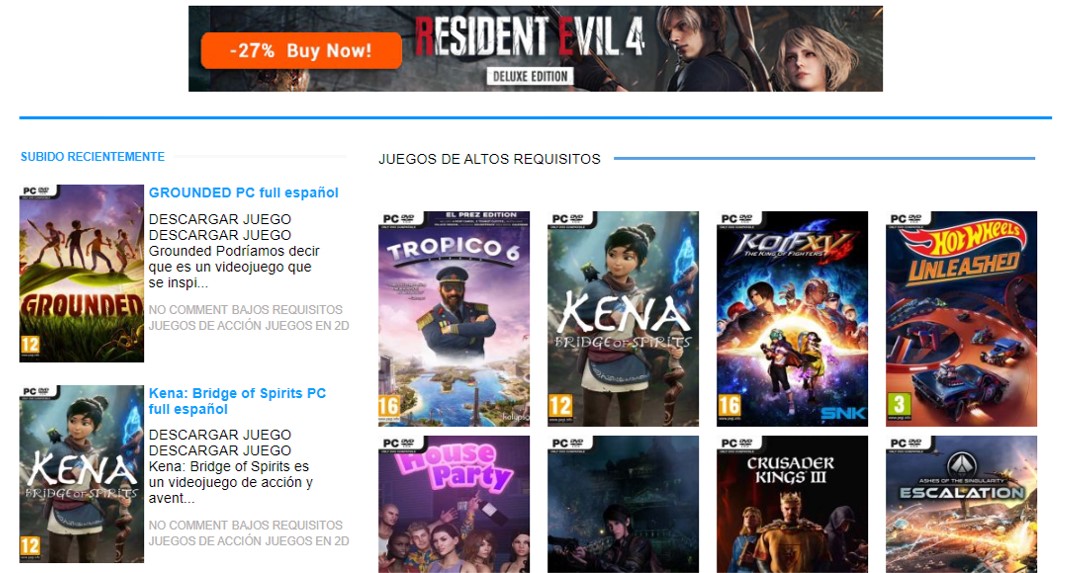 -27% Buy Now!
RESIDENT EVIL 4
DELUXE EDITION
SUBIDO RECIENTEMENTE
PC DVD
GROUNDED
12
GROUNDED PC full español
DESCARGAR JUEGO
DESCARGAR JUEGO
Grounded Podríamos decir
que es un videojuego que
se inspi...
NO COMMENT BAJOS REQUISITOS
JUEGOS DE ACCIÓN JUEGOS EN 2D
PC DVD
KENA
BRIDGE OF SPIRITS
12
Kena: Bridge of Spirits PC
full español
DESCARGAR JUEGO
DESCARGAR JUEGO
Kena: Bridge of Spirits es
un videojuego de acción y
avent...
NO COMMENT BAJOS REQUISITOS
JUEGOS DE ACCIÓN JUEGOS EN 2D
JUEGOS DE ALTOS REQUISITOS
PC DVD
EL PREZ EDITION
TROPICO 6
16
Kalypso
PC DVD
KENA
BRIDGE OF SPIRITS
12
PC DVD
KOF XV
THE KING OF FIGHTERS
16
SNK
PC DVD
HOT WHEELS
UNLEASHED
3
PC DVD
House
Party
PC DVD
PC DVD
CRUSADER
KINGS III
PC DVD
ASHES OF THE SINGULARITY
ESCALATION